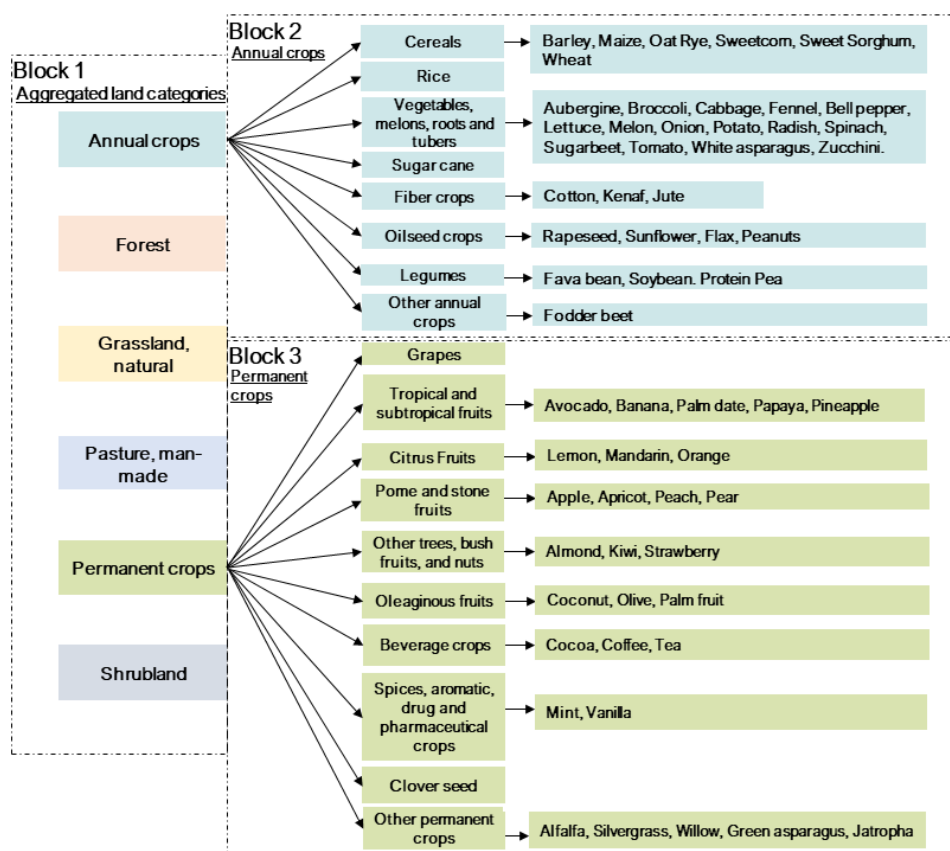 Block 1
Aggregated land categories
Annual crops
Forest
Grassland,
natural
Pasture, man-
made
Permanent crops
Shrubland
Block 2
Annual crops
Cereals
Barley, Maize, Oat Rye, Sweetcorn, Sweet Sorghum,
Wheat
Rice
Vegetables,
melons, roots and
tubers
Aubergine, Broccoli, Cabbage, Fennel, Bell pepper,
Lettuce, Melon, Onion, Potato, Radish, Spinach,
Sugarbeet, Tomato, White asparagus, Zucchini.
Sugar cane
Fiber crops
Cotton, Kenaf, Jute
Oilseed crops
Rapeseed, Sunflower, Flax, Peanuts
Legumes
Fava bean, Soybean. Protein Pea
Other annual
crops
Fodder beet
Block 3
Permanent
crops
Grapes
Tropical and
subtropical fruits
Avocado, Banana, Palm date, Papaya, Pineapple
Citrus Fruits
Lemon, Mandarin, Orange
Pome and stone
fruits
Apple, Apricot, Peach, Pear
Other trees, bush
fruits, and nuts
Almond, Kiwi, Strawberry
Oleaginous fruits
Coconut, Olive, Palm fruit
Beverage crops
Cocoa, Coffee, Tea
Spices, aromatic,
drug and
pharmaceutical
crops
Mint, Vanilla
Clover seed
Other permanent
crops
Alfalfa, Silvergrass, Willow, Green asparagus, Jatropha